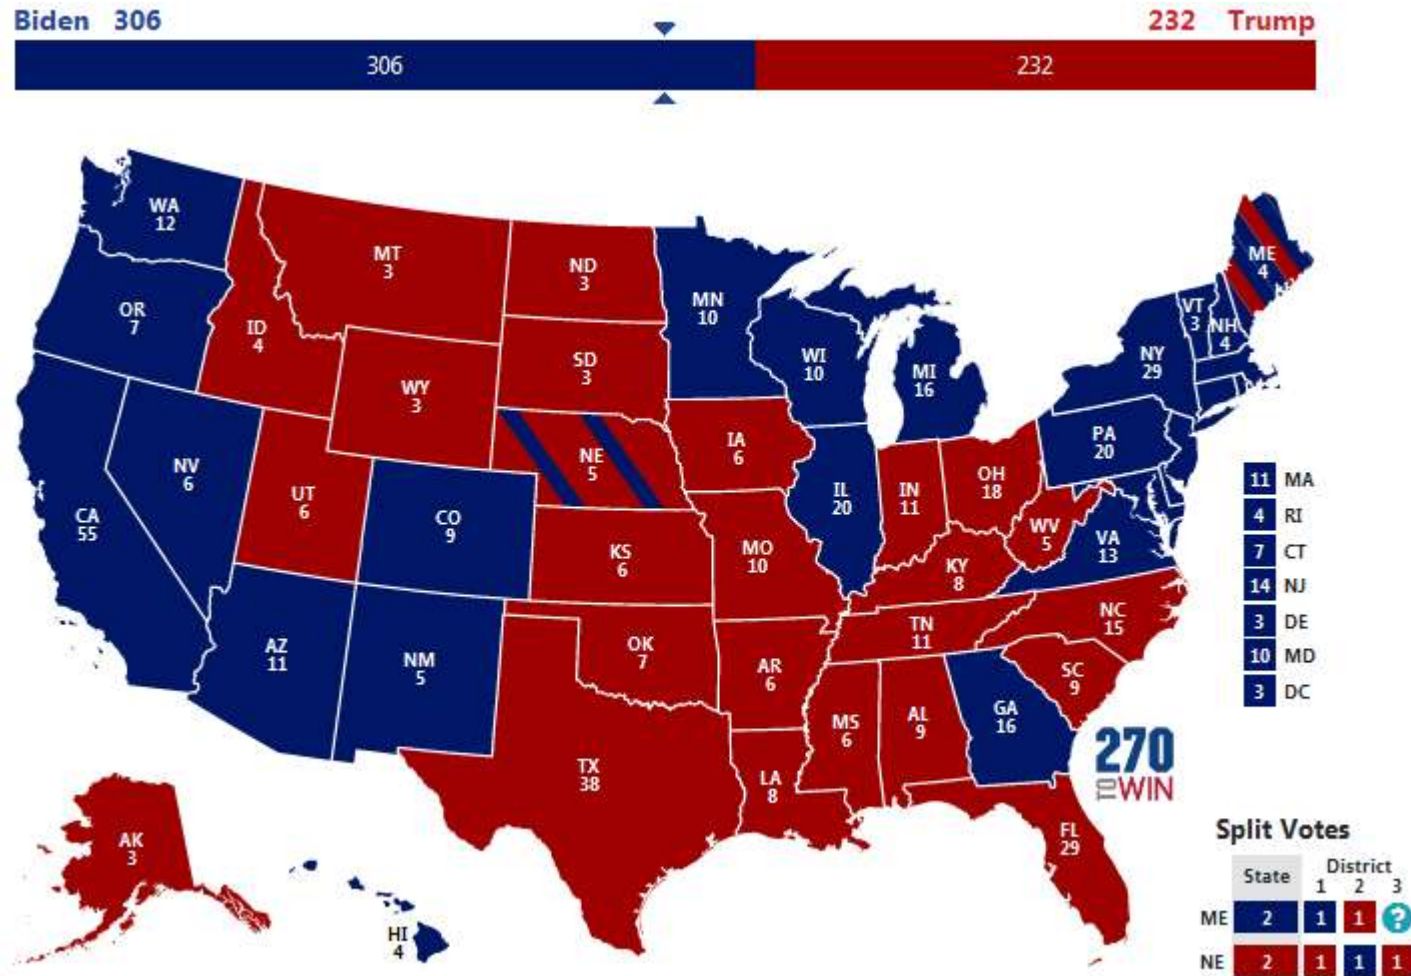 Biden 306
232 Trump
306
232
WA
12
OR
7
CA
55
NV
6
ID
4
MT
3
WY
3
UT
6
AZ
11
CO
9
NM
5
ND
3
SD
3
NE
5
KS
6
OK
7
TX
38
MN
10
IA
6
MO
10
AR
6
LA
8
WI
10
IL
20
MI
16
IN
11
OH
18
KY
8
TN
11
MS
6
AL
9
GA
16
FL
29
SC
9
NC
15
VA
13
WV
5
PA
20
NY
29
VT
3
NH
4
ME
4
AK
3
HI
4
11 MA
4 RI
7 CT
14 NJ
3 DE
10 MD
3 DC
270
TO WIN
Split Votes
State District
1 2 3
ME 2 1 1 ?
NE 2 1 1 1